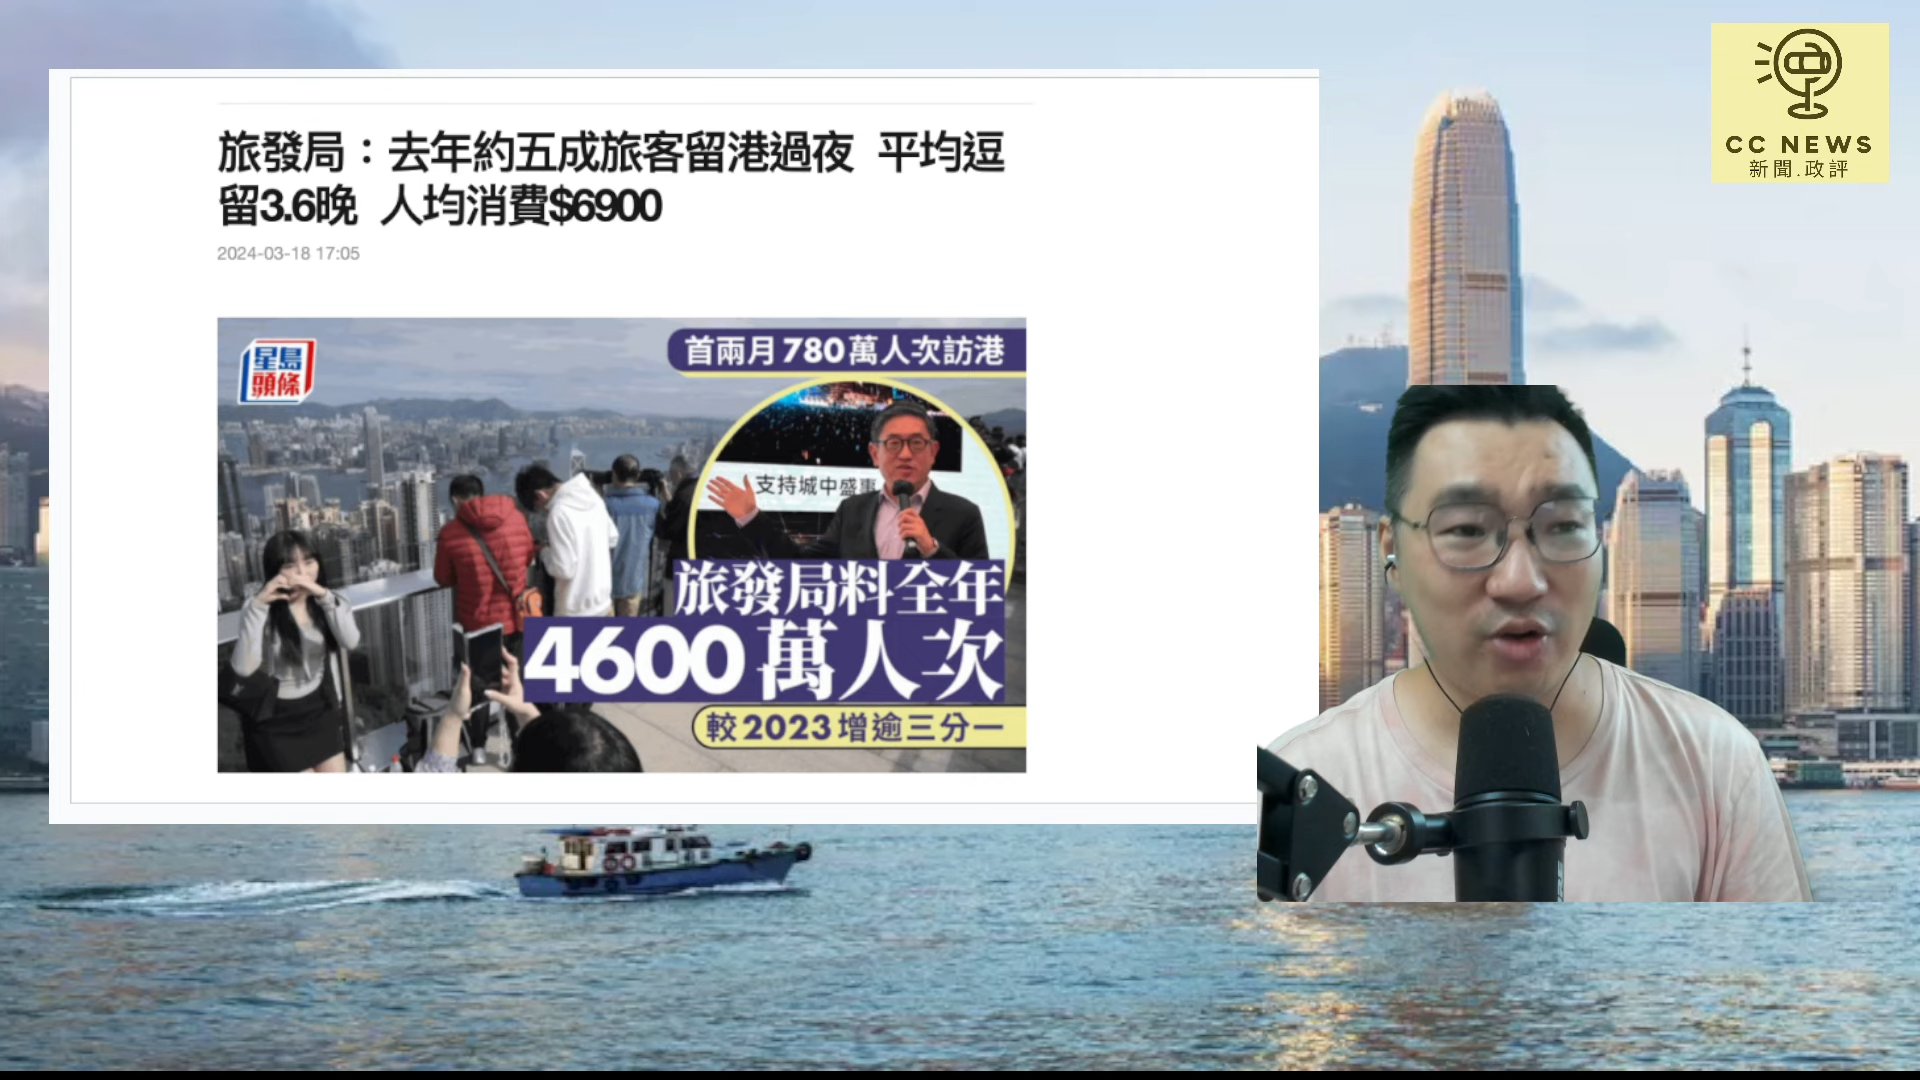 旅發局：去年約五成旅客留港過夜 平均逗
留3.6晚 人均消費$6900
2024-03-18 17:05
星島
頭條
首兩月780萬人次訪港
支持城中盛事
旅發局料全年
4600萬人次
較2023增逾三分一
CC NEWS
新聞.政評